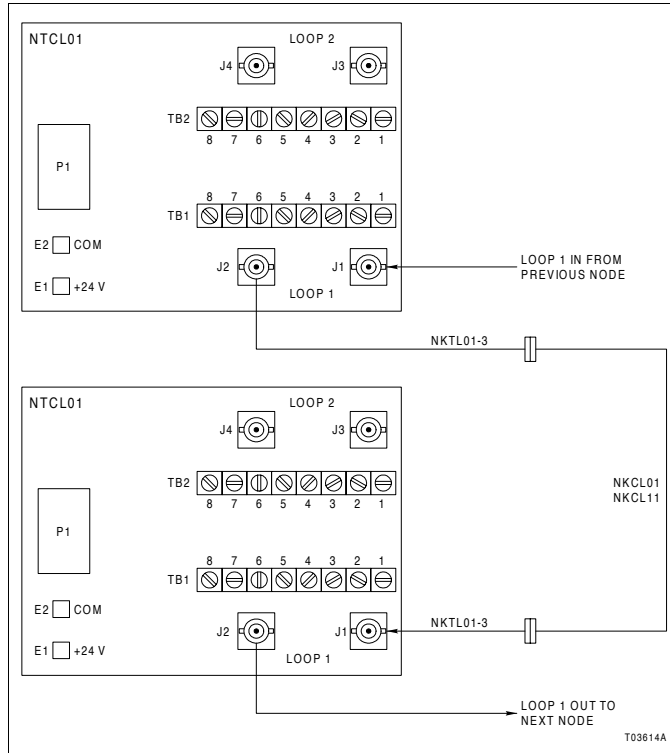 NTCL01
LOOP 2
J4
J3
TB2
8 7 6 5 4 3 2 1
P1
8 7 6 5 4 3 2 1
TB1
E2 COM
J2
J1
LOOP 1 IN FROM
PREVIOUS NODE
E1 +24 V
LOOP 1
NKTL01-3
NTCL01
LOOP 2
J4
J3
TB2
8 7 6 5 4 3 2 1
NKCL01
NKCL11
P1
8 7 6 5 4 3 2 1
TB1
E2 COM
J2
J1
NKTL01-3
E1 +24 V
LOOP 1
LOOP 1 OUT TO
NEXT NODE
T03614A